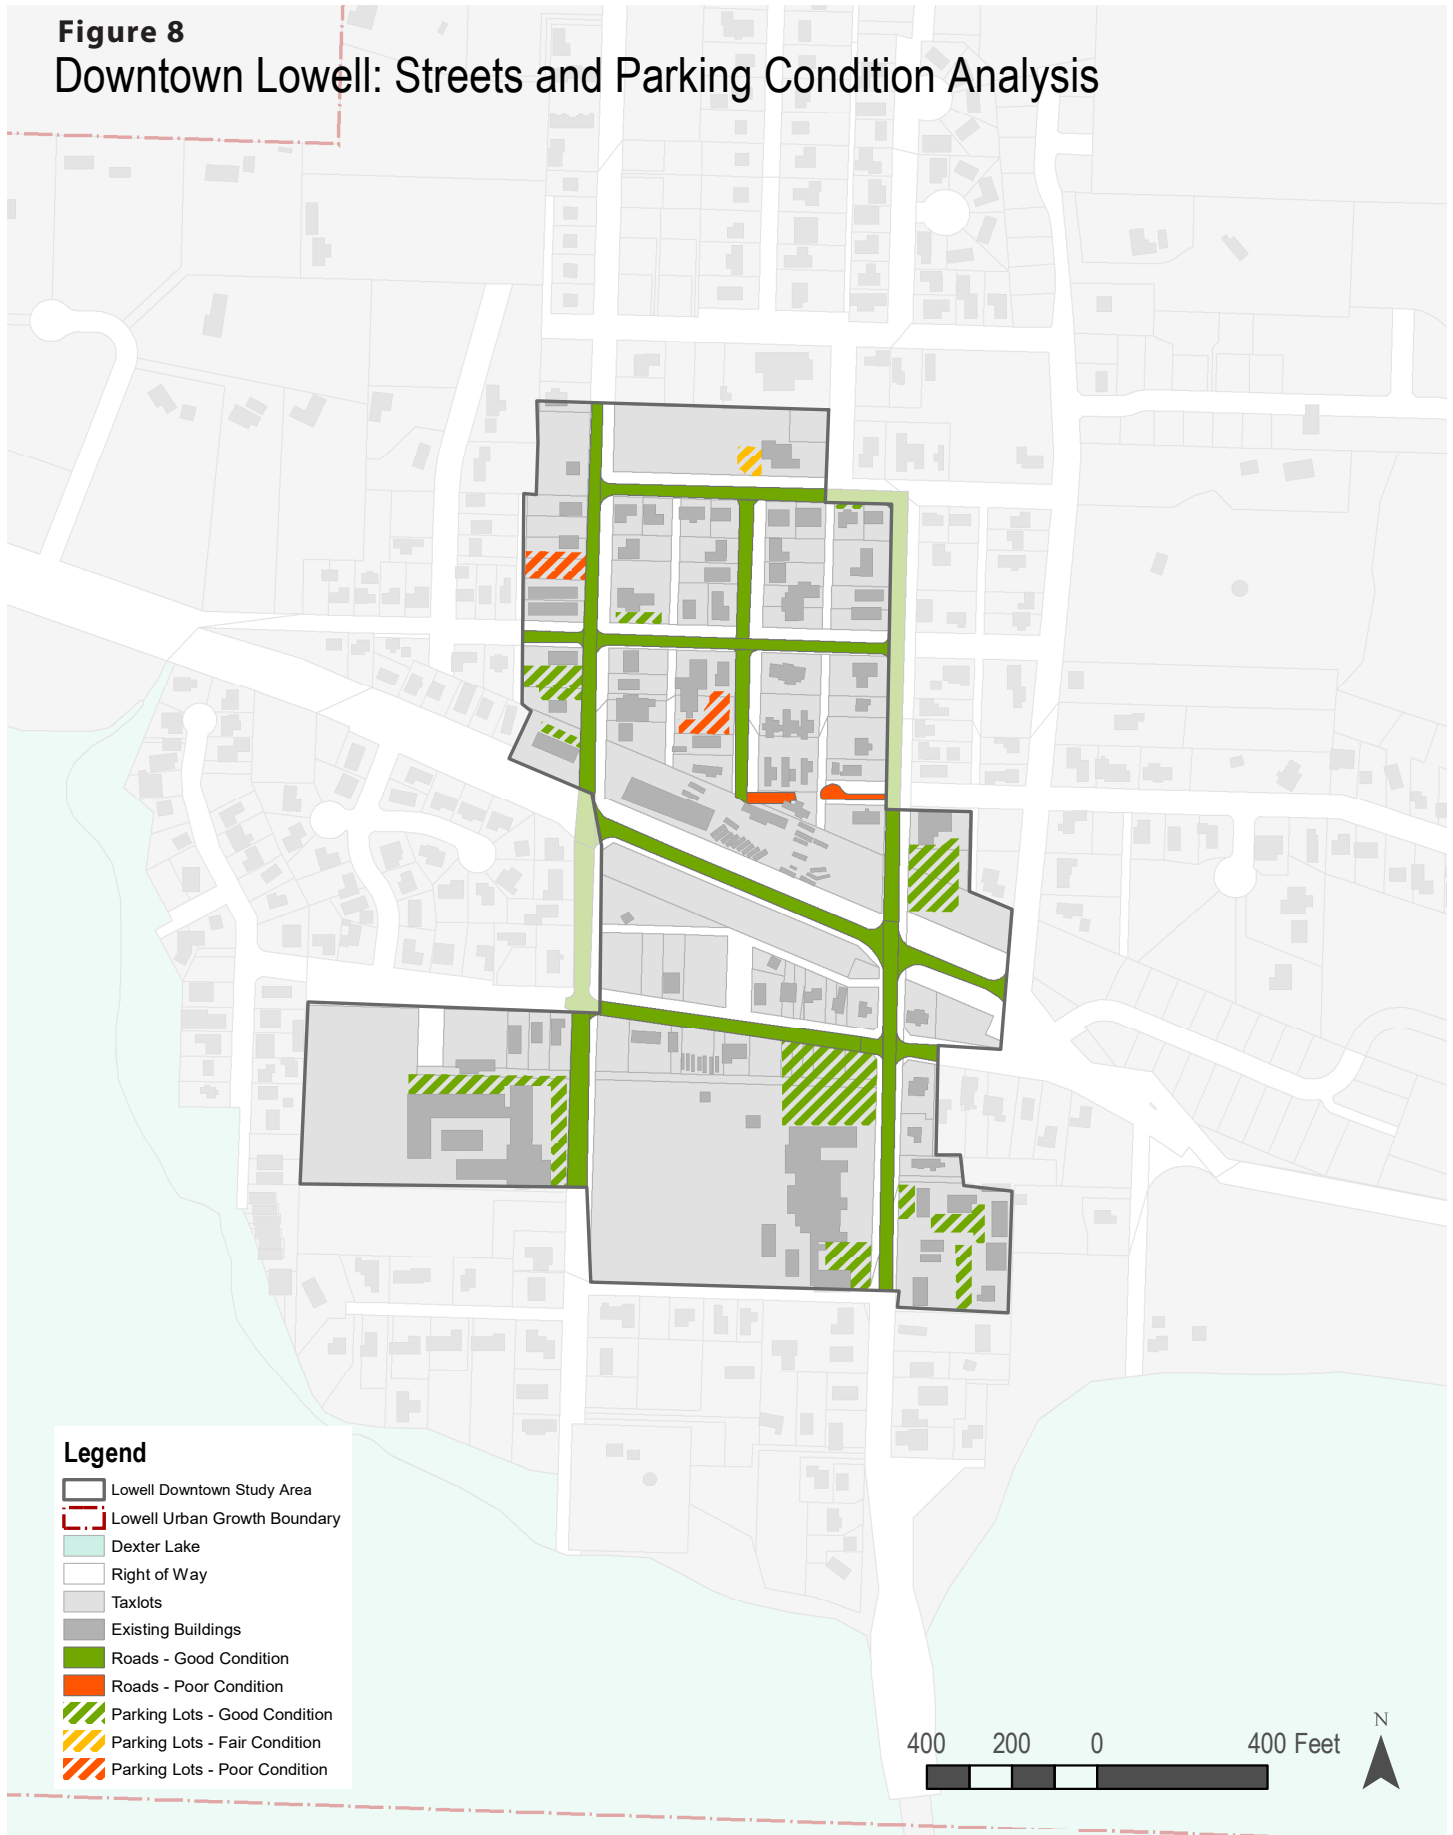 Figure 8
Downtown Lowell: Streets and Parking Condition Analysis
Legend
Lowell Downtown Study Area
Lowell Urban Growth Boundary
Dexter Lake
Right of Way
Taxlots
Existing Buildings
Roads - Good Condition
Roads - Poor Condition
Parking Lots - Good Condition
Parking Lots - Fair Condition
Parking Lots - Poor Condition
400 200 0 400 Feet
N